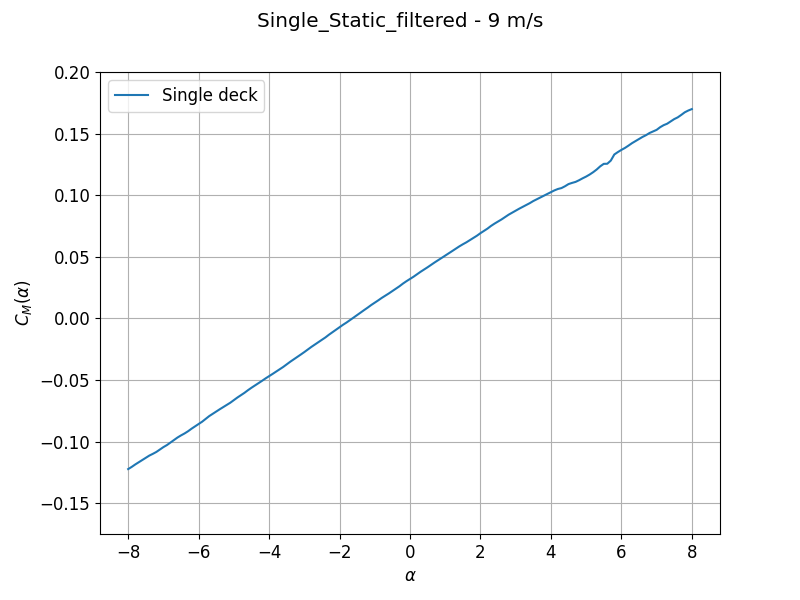 Single_Static_filtered - 9 m/s
Single deck
0.20
0.15
0.10
0.05
0.00
−0.05
−0.10
−0.15
C_M(α)
−8 −6 −4 −2 0 2 4 6 8
α